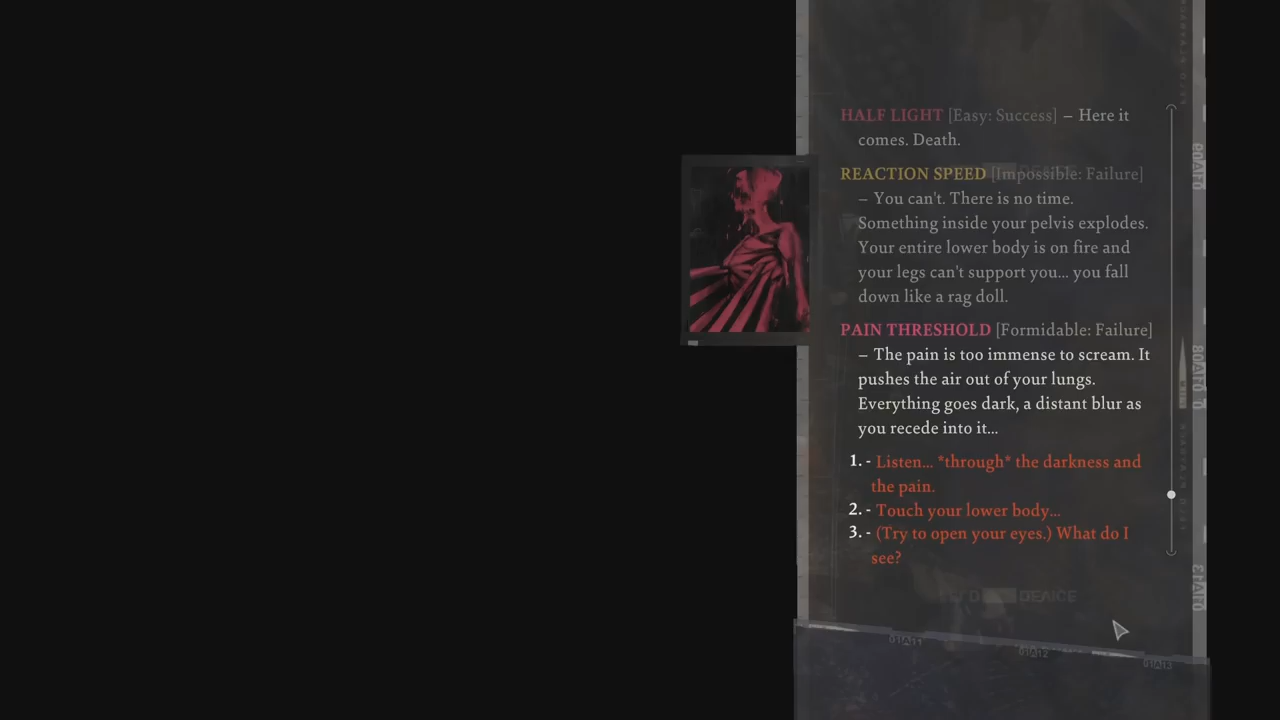 HALF LIGHT [Easy: Success] – Here it
comes. Death.
REACTION SPEED [Impossible: Failure]
– You can't. There is no time.
Something inside your pelvis explodes.
Your entire lower body is on fire and
your legs can't support you... you fall
down like a rag doll.
PAIN THRESHOLD [Formidable: Failure]
– The pain is too immense to scream. It
pushes the air out of your lungs.
Everything goes dark, a distant blur as
you recede into it...
1. - Listen... *through* the darkness and
the pain.
2. - Touch your lower body...
3. - (Try to open your eyes.) What do I
see?